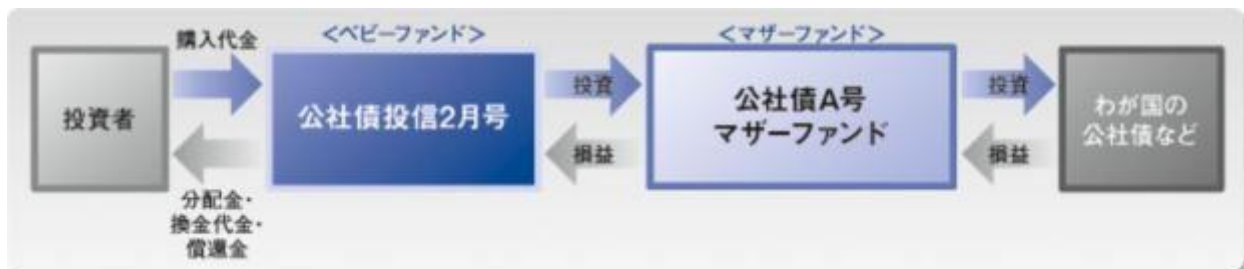 購入代金
<ベビーファンド>
<マザーファンド>
投資者
公社債投信2月号
投資
損益
公社債A号
マザーファンド
投資
損益
わが国の
公社債など
分配金・
換金代金・
償還金